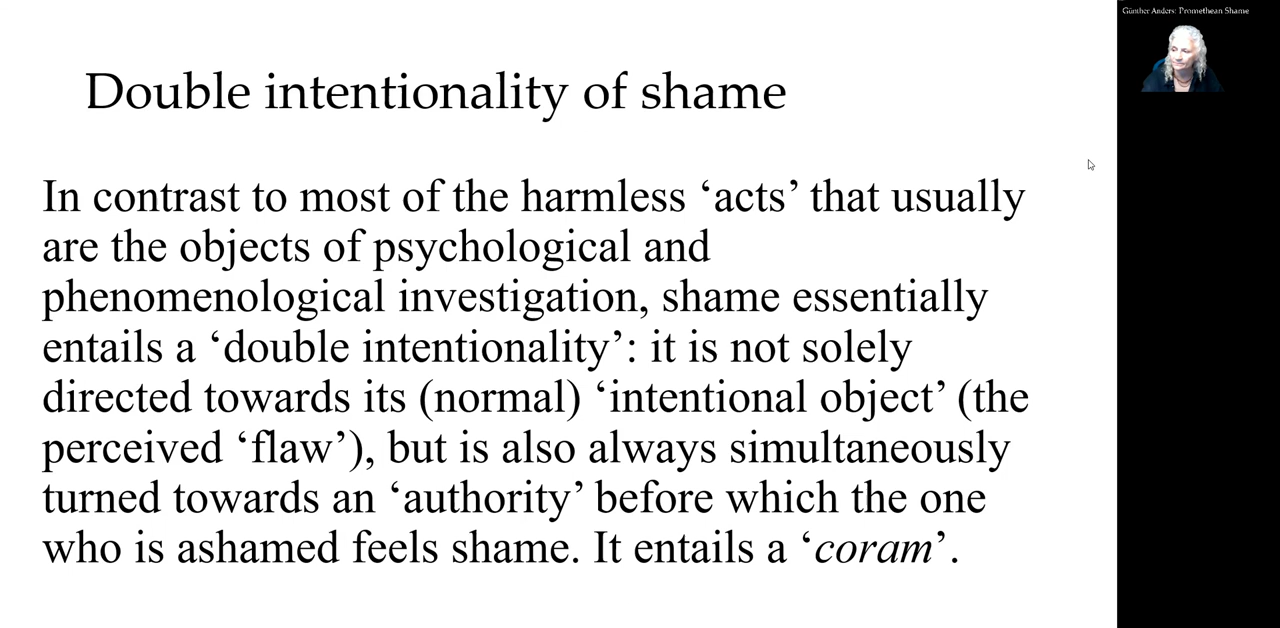 Günther Anders: Promethean Shame
Double intentionality of shame
In contrast to most of the harmless ‘acts’ that usually
are the objects of psychological and
phenomenological investigation, shame essentially
entails a ‘double intentionality’: it is not solely
directed towards its (normal) ‘intentional object’ (the
perceived ‘flaw’), but is also always simultaneously
turned towards an ‘authority’ before which the one
who is ashamed feels shame. It entails a ‘coram’.